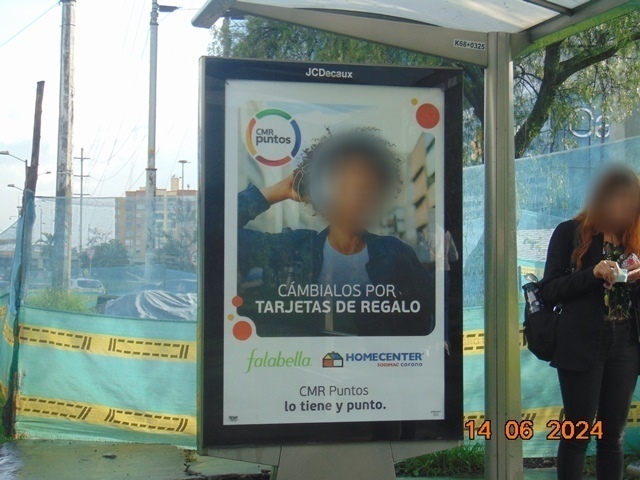 K68*0325
JCDecaux
CMR
puntos
CÁMBIALOS POR
TARJETAS DE REGALO
falabella
HOMECENTER
SODIMAC corona
CMR Puntos
lo tiene y punto.
14 06 2024